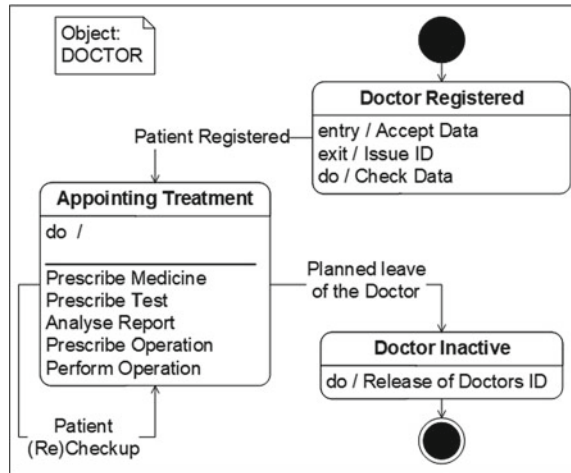 Object:
DOCTOR
Doctor Registered
entry / Accept Data
exit / Issue ID
do / Check Data
Patient Registered
Appointing Treatment
do /
Prescribe Medicine
Prescribe Test
Analyse Report
Prescribe Operation
Perform Operation
Planned leave
of the Doctor
Doctor Inactive
do / Release of Doctors ID
Patient
(Re)Checkup